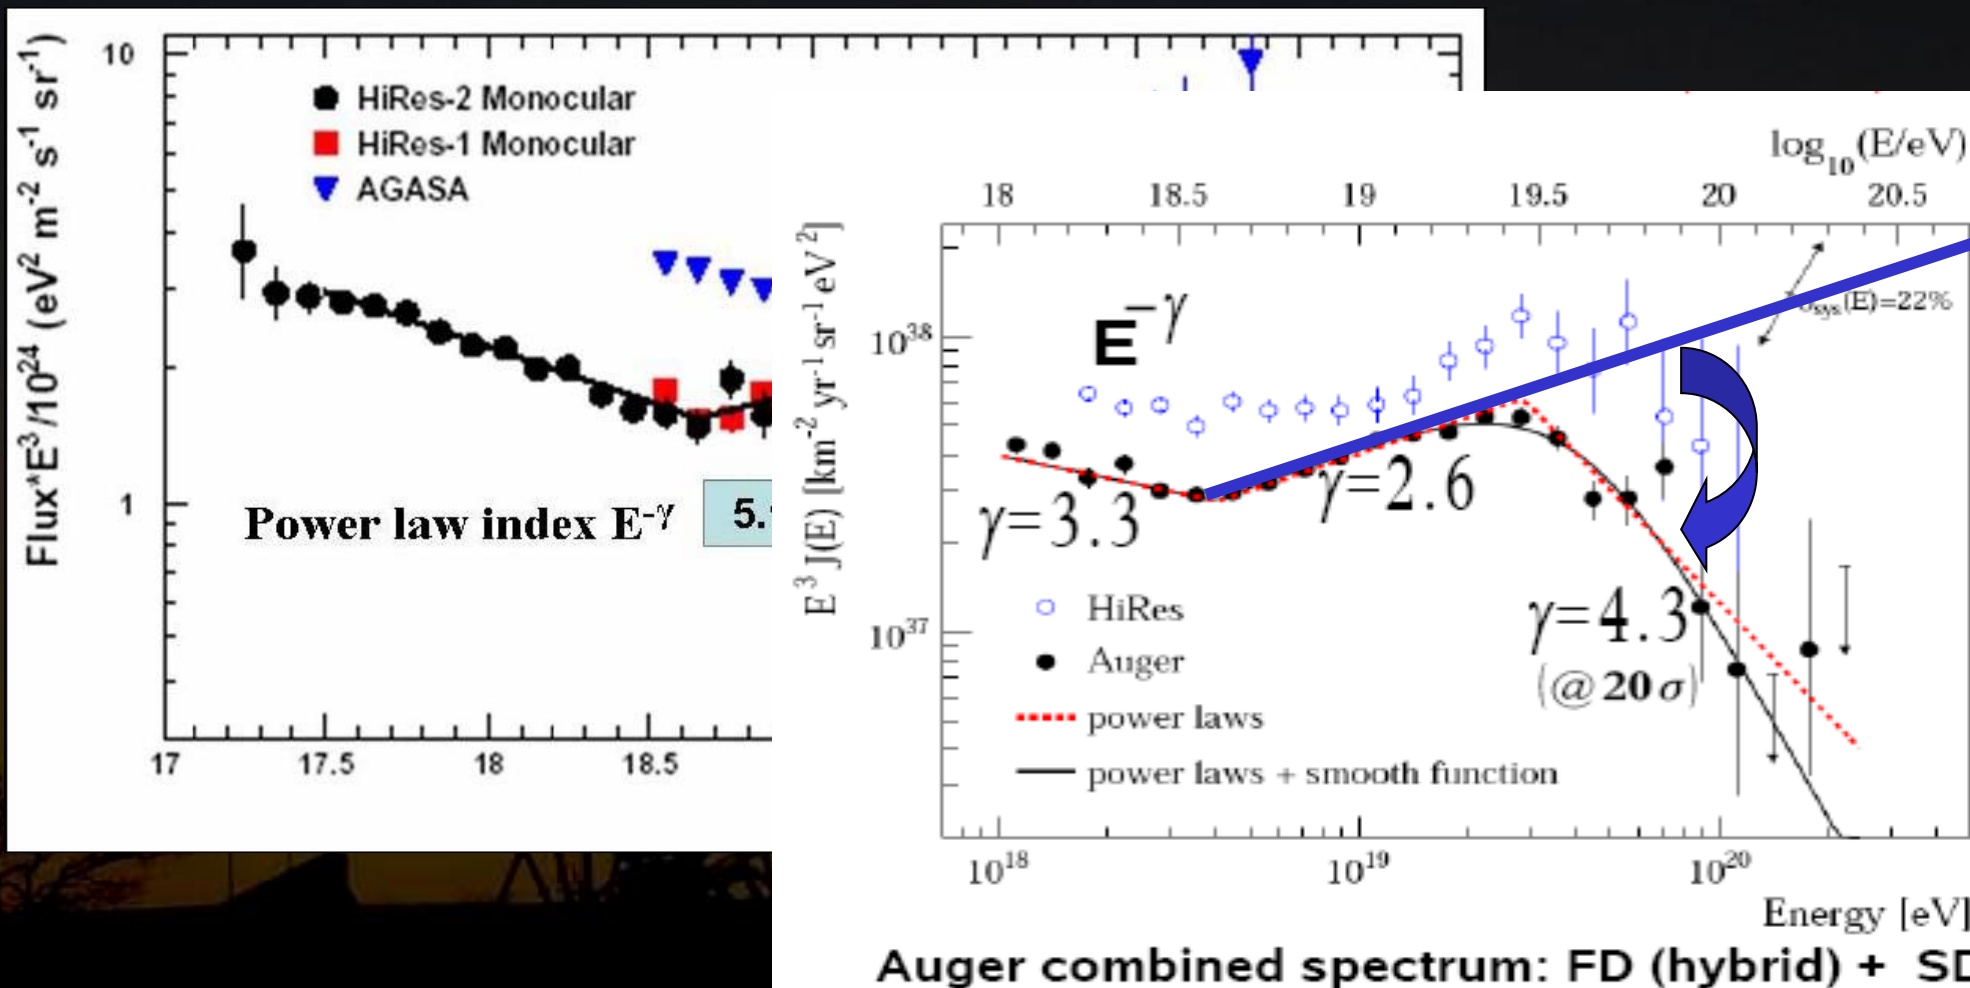 Flux*E³/10²⁴ (eV² m⁻² s⁻¹ sr⁻¹)
10
1
HiRes-2 Monocular
HiRes-1 Monocular
AGASA
Power law index E⁻ᵞ
5.
17 17.5 18 18.5
log₁₀(E/eV)
18 18.5 19 19.5 20 20.5
E³ J(E) [km⁻² yr⁻¹ sr⁻¹ eV²]
10³⁸
10³⁷
E⁻ᵞ
(E)=22%
γ=3.3
γ=2.6
γ=4.3
(@ 20 σ)
HiRes
Auger
power laws
power laws + smooth function
10¹⁸ 10¹⁹ 10²⁰
Energy [eV]
Auger combined spectrum: FD (hybrid) + SD